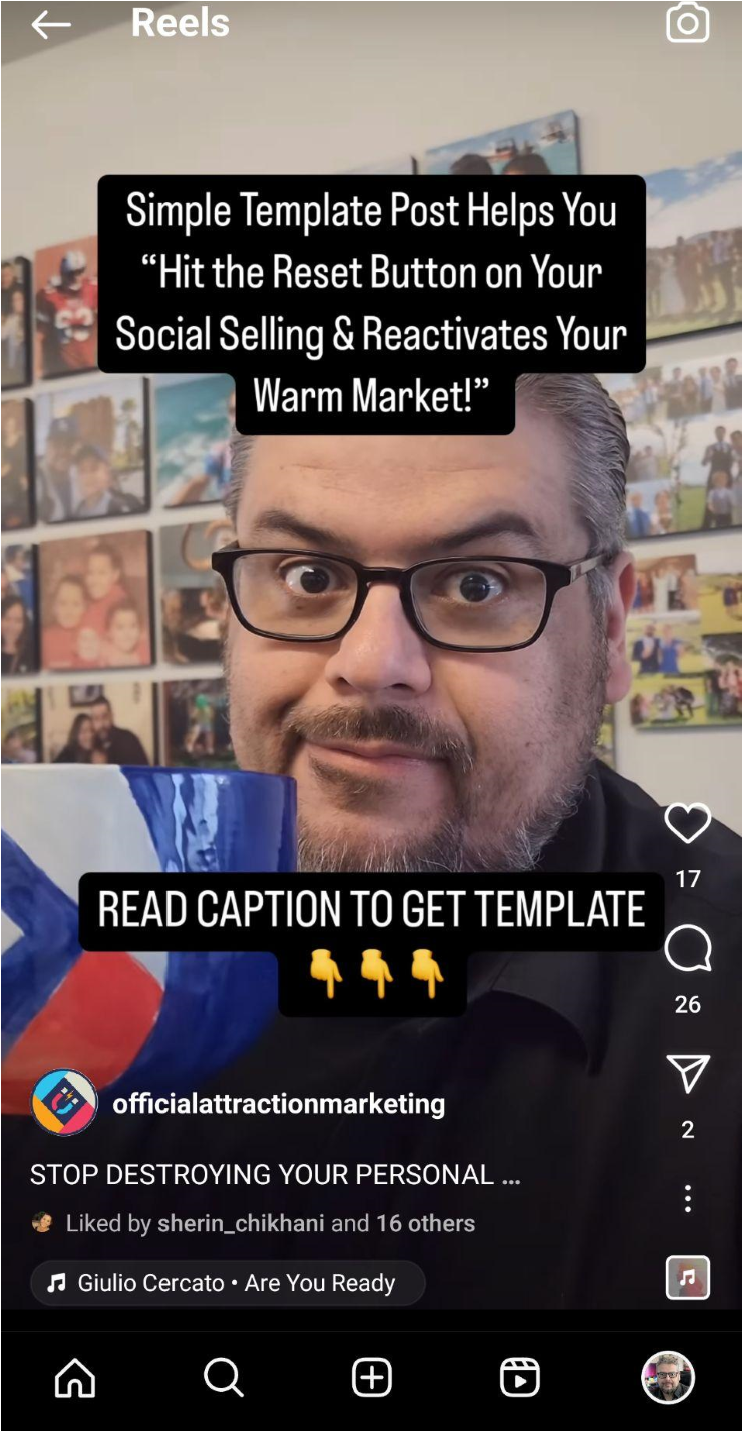 Reels
Simple Template Post Helps You
“Hit the Reset Button on Your
Social Selling & Reactivates Your
Warm Market!”
17
READ CAPTION TO GET TEMPLATE
👇👇👇
26
officialattractionmarketing
2
STOP DESTROYING YOUR PERSONAL ...
Liked by sherin_chikhani and 16 others
Giulio Cercato • Are You Ready